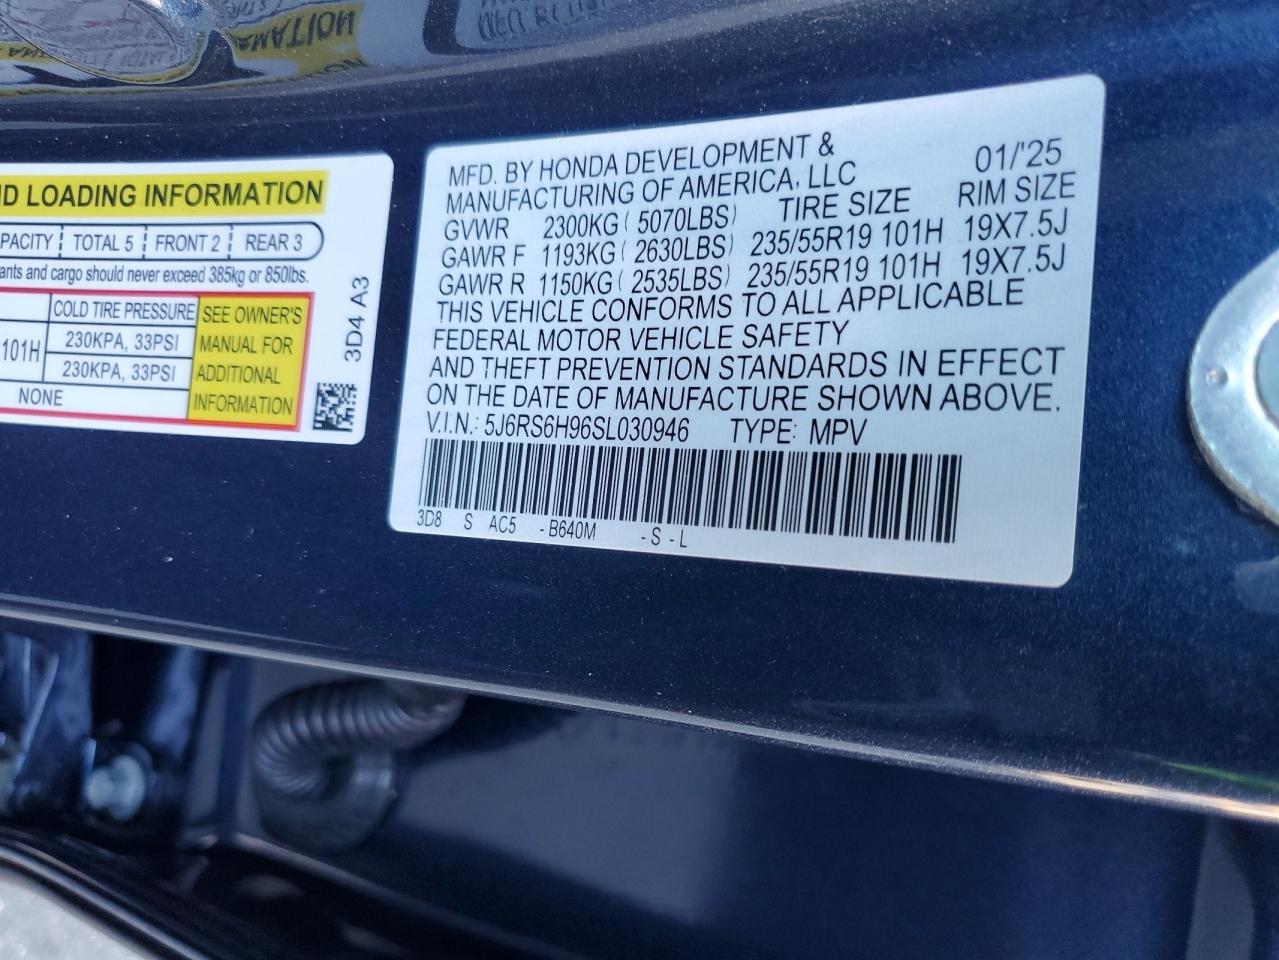 ND LOADING INFORMATION
PACITY TOTAL 5 FRONT 2 REAR 3
ants and cargo should never exceed 385kg or 850lbs.
COLD TIRE PRESSURE
101H
230KPA, 33PSI
230KPA, 33PSI
NONE
SEE OWNER'S
MANUAL FOR
ADDITIONAL
INFORMATION
3D4 A3
MFD. BY HONDA DEVELOPMENT & 01/'25
MANUFACTURING OF AMERICA, LLC
GVWR 2300KG ( 5070LBS) TIRE SIZE RIM SIZE
GAWR F 1193KG ( 2630LBS) 235/55R19 101H 19X7.5J
GAWR R 1150KG ( 2535LBS) 235/55R19 101H 19X7.5J
THIS VEHICLE CONFORMS TO ALL APPLICABLE
FEDERAL MOTOR VEHICLE SAFETY
AND THEFT PREVENTION STANDARDS IN EFFECT
ON THE DATE OF MANUFACTURE SHOWN ABOVE.
V.I.N.: 5J6RS6H96SL030946 TYPE: MPV
3D8 S AC5 -B640M -S-L